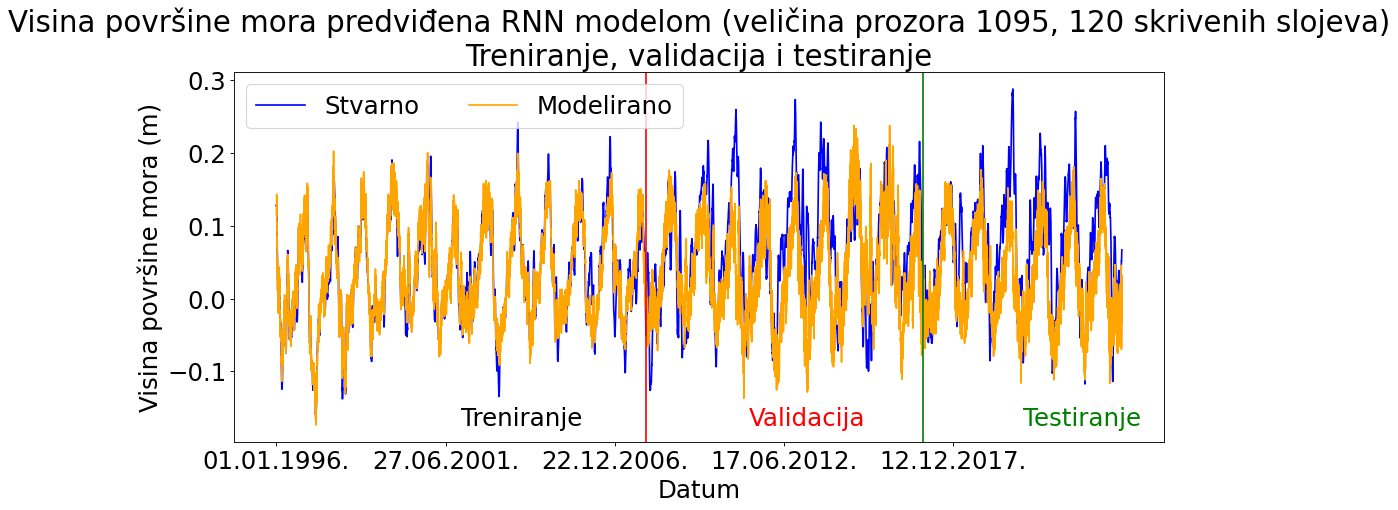 Visina površine mora predviđena RNN modelom (veličina prozora 1095, 120 skrivenih slojeva)
Treniranje, validacija i testiranje
Stvarno
Modelirano
Visina površine mora (m)
0.3
0.2
0.1
0.0
−0.1
Treniranje
Validacija
Testiranje
01.01.1996.
27.06.2001.
22.12.2006.
17.06.2012.
12.12.2017.
Datum